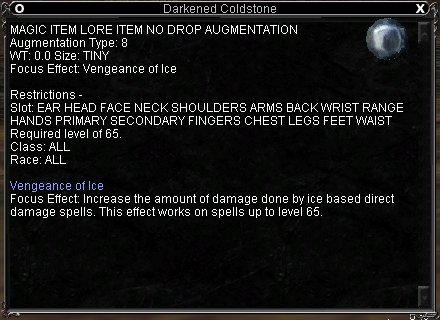 O Darkened Coldstone X
MAGIC ITEM LORE ITEM NO DROP AUGMENTATION
Augmentation Type: 8
WT: 0.0 Size: TINY
Focus Effect: Vengeance of Ice
Restrictions -
Slot: EAR HEAD FACE NECK SHOULDERS ARMS BACK WRIST RANGE
HANDS PRIMARY SECONDARY FINGERS CHEST LEGS FEET WAIST
Required level of 65.
Class: ALL
Race: ALL
Vengeance of Ice
Focus Effect: Increase the amount of damage done by ice based direct
damage spells. This effect works on spells up to level 65.